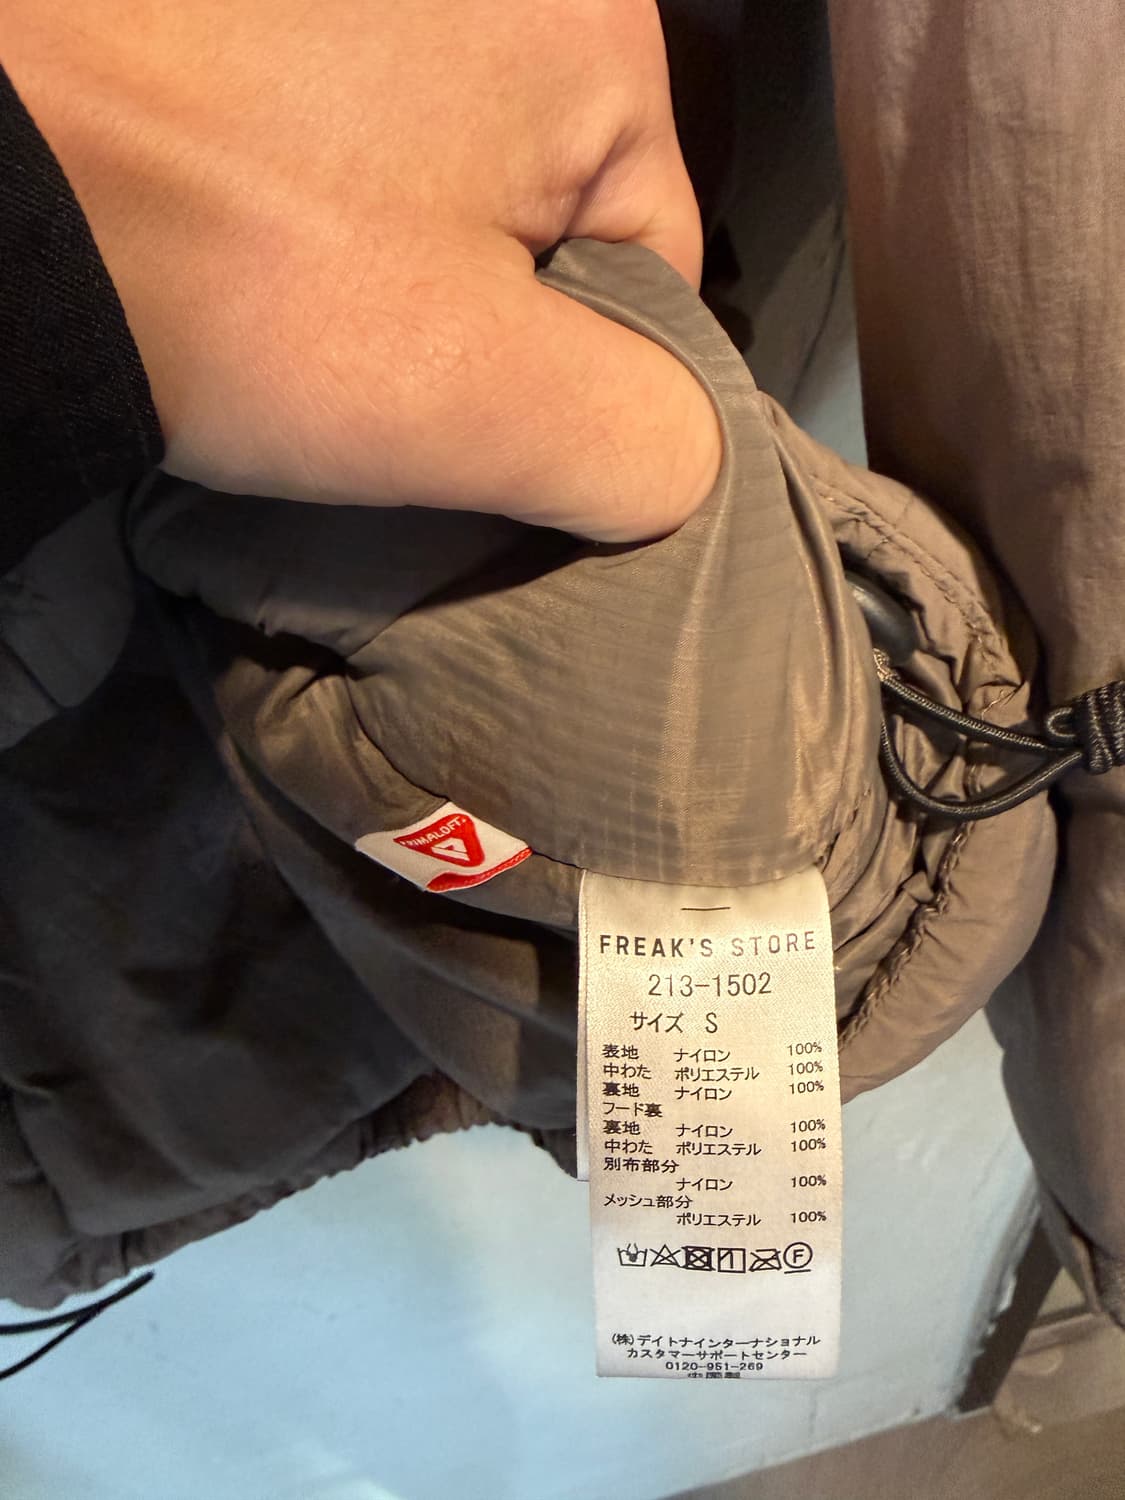 PRIMALOFT®
FREAK'S STORE
213-1502
サイズ S
表地 ナイロン 100%
中わた ポリエステル 100%
裏地 ナイロン 100%
フード裏
裏地 ナイロン 100%
中わた ポリエステル 100%
別布部分
ナイロン 100%
メッシュ部分
ポリエステル 100%
F
(株)デイトナインターナショナル
カスタマーサポートセンター
0120-951-269
中国製